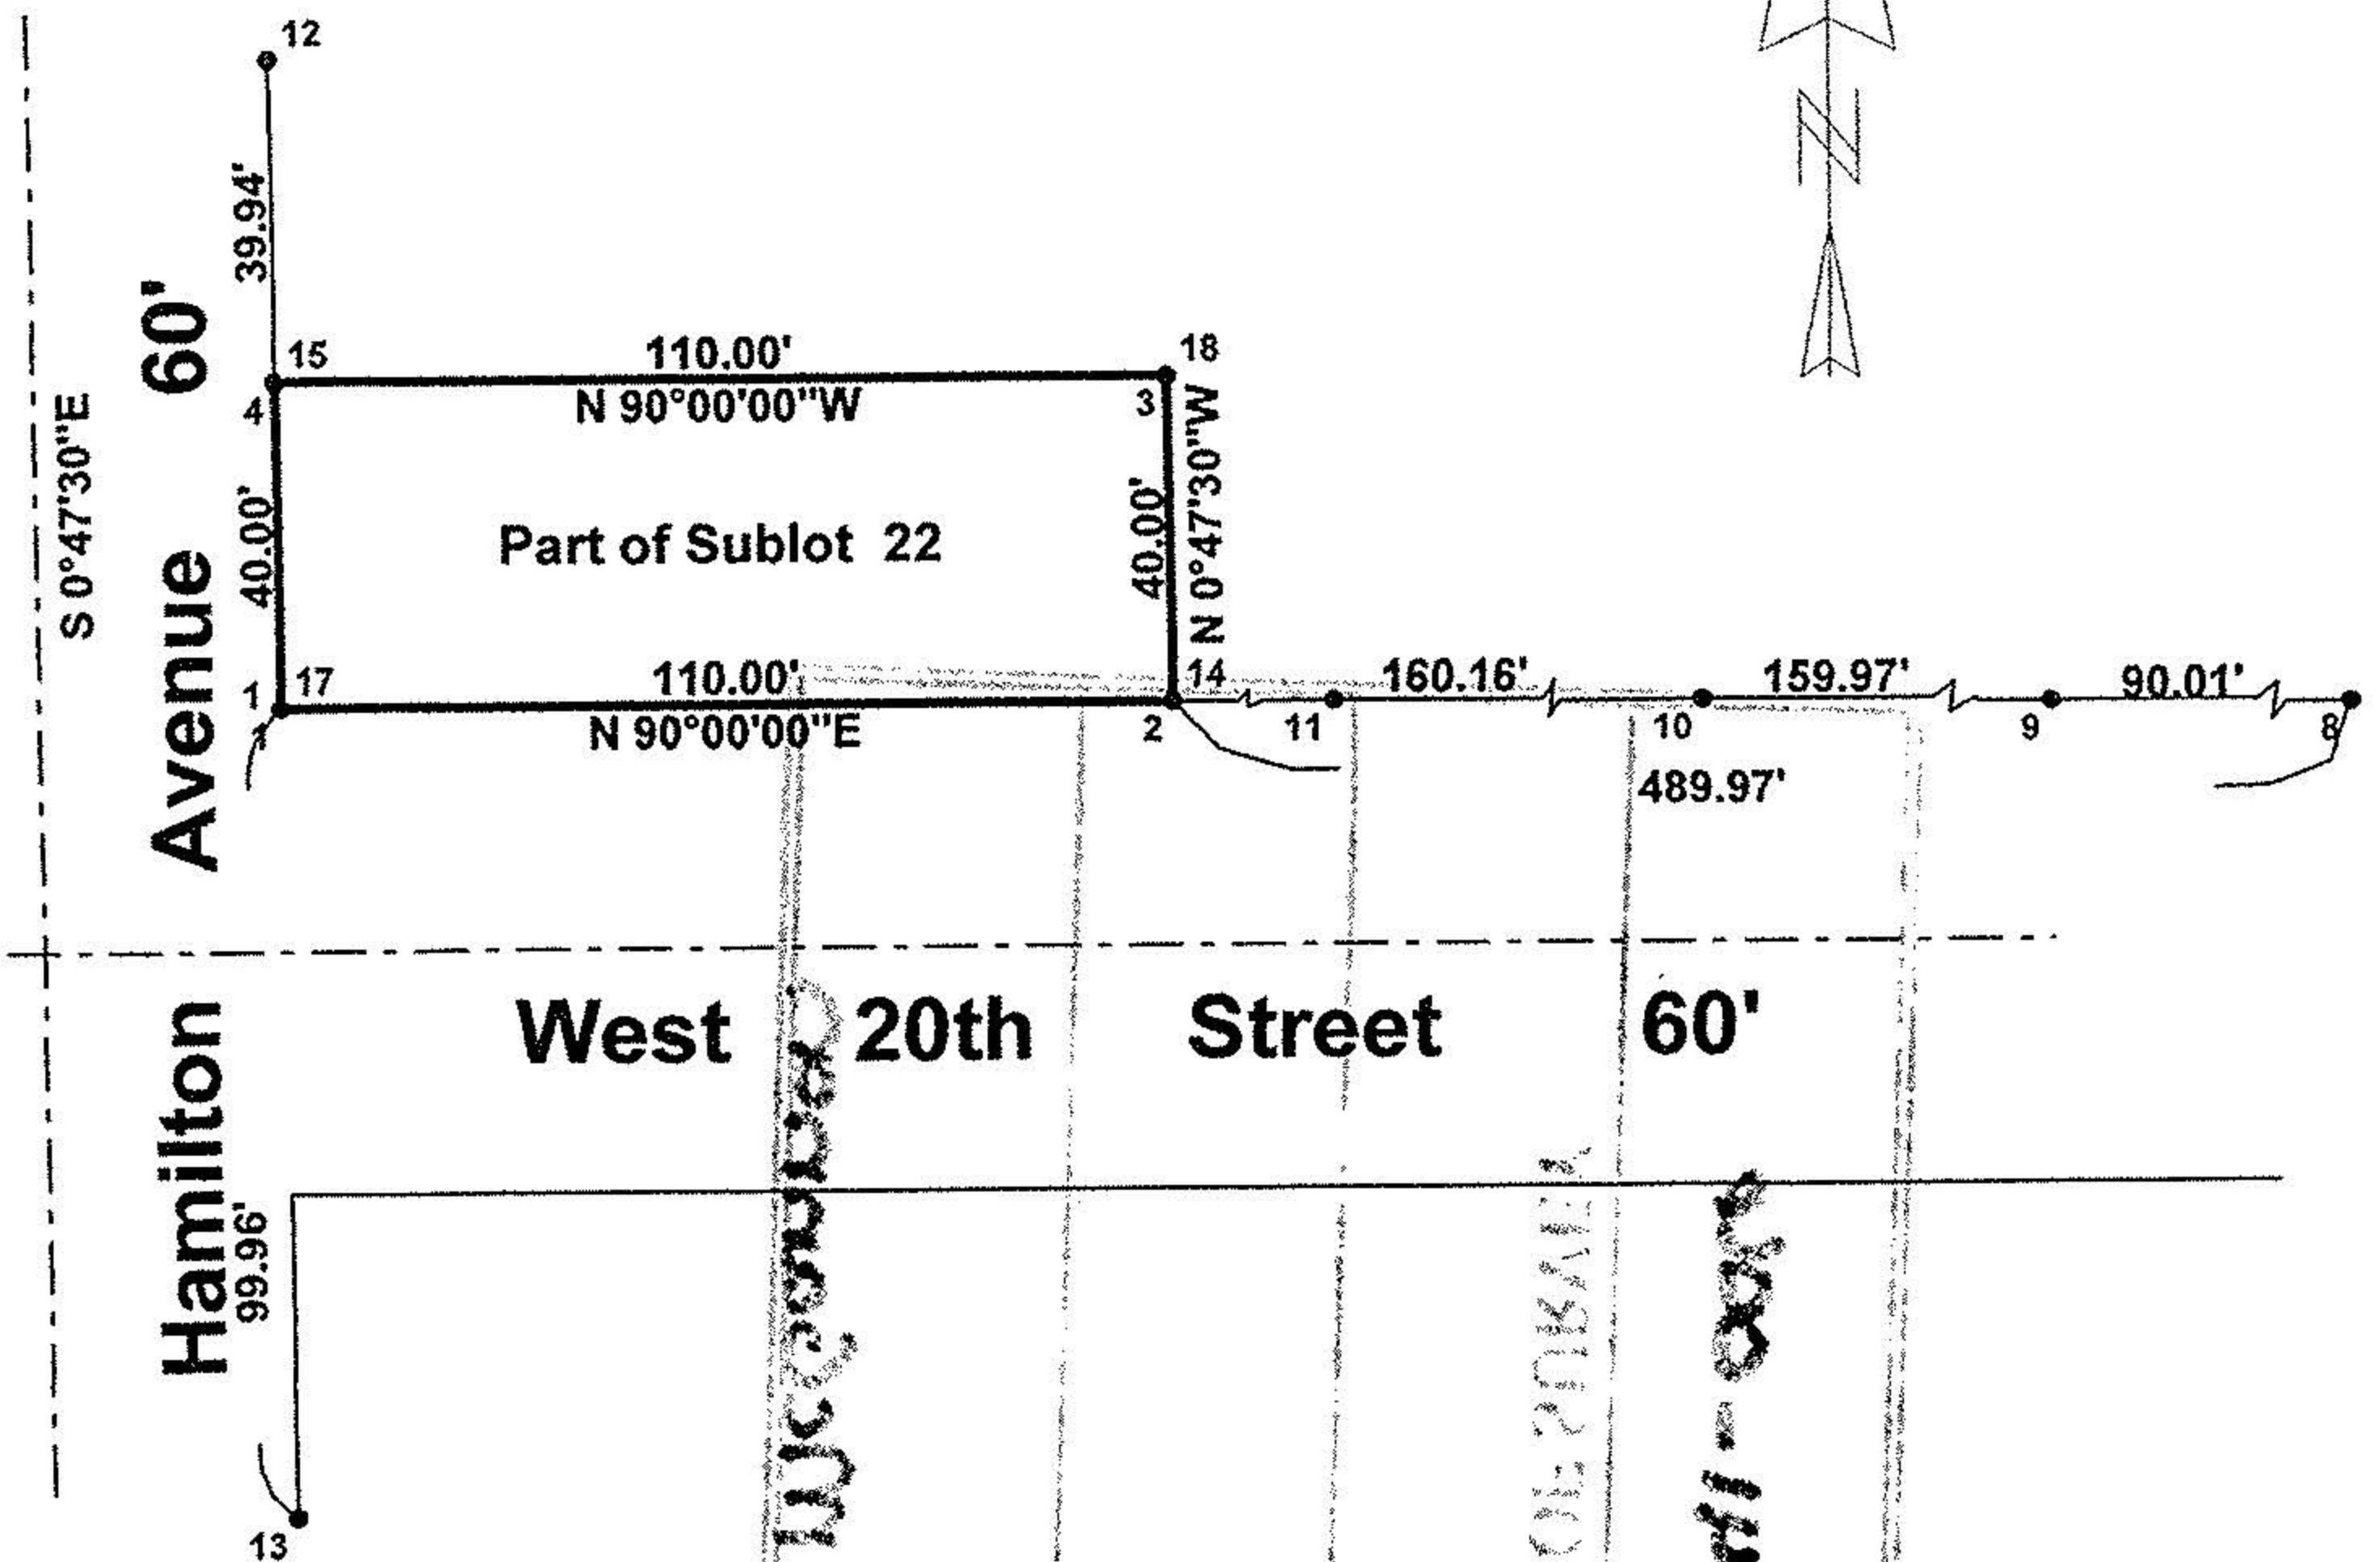 12
N
39.94'
60'
15
110.00'
18
S 0°47'30"E
4
N 90°00'00"W
3
N 0°47'30"W
40.00'
Part of Sublot 22
40.00'
Avenue
1
17
110.00'
14
160.16'
159.97'
90.01'
N 90°00'00"E
2
11
10
9
8
489.97'
West 20th Street 60'
Hamilton
99.96'
13